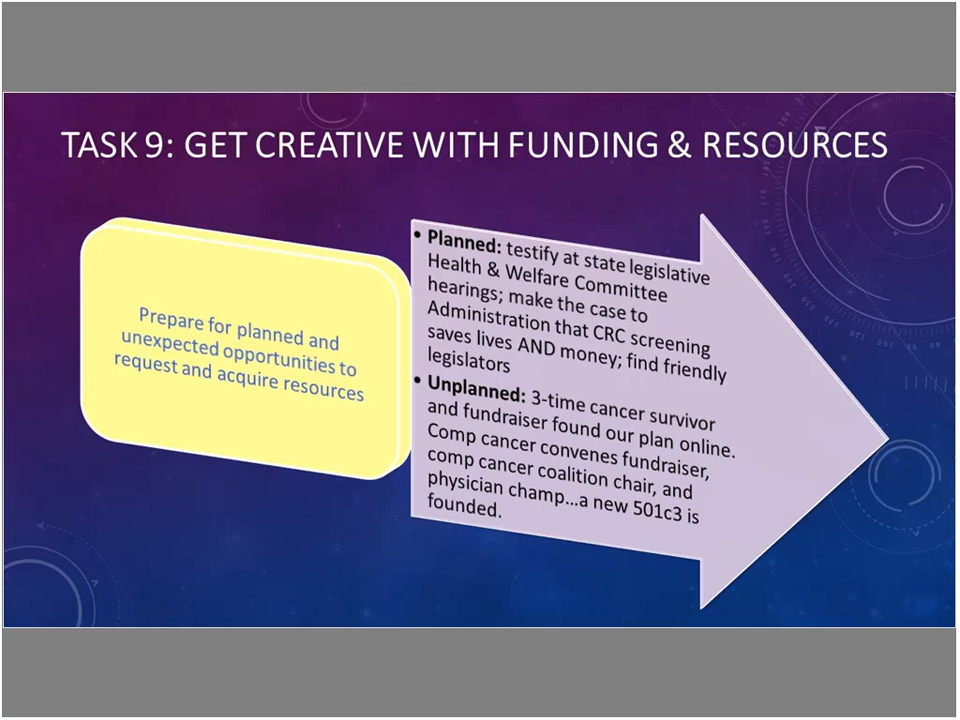 TASK 9: GET CREATIVE WITH FUNDING & RESOURCES
Prepare for planned and
unexpected opportunities to
request and acquire resources
• Planned: testify at state legislative
Health & Welfare Committee
hearings; make the case to
Administration that CRC screening
saves lives AND money; find friendly
legislators
• Unplanned: 3-time cancer survivor
and fundraiser found our plan online.
Comp cancer convenes fundraiser,
comp cancer coalition chair, and
physician champ…a new 501c3 is
founded.